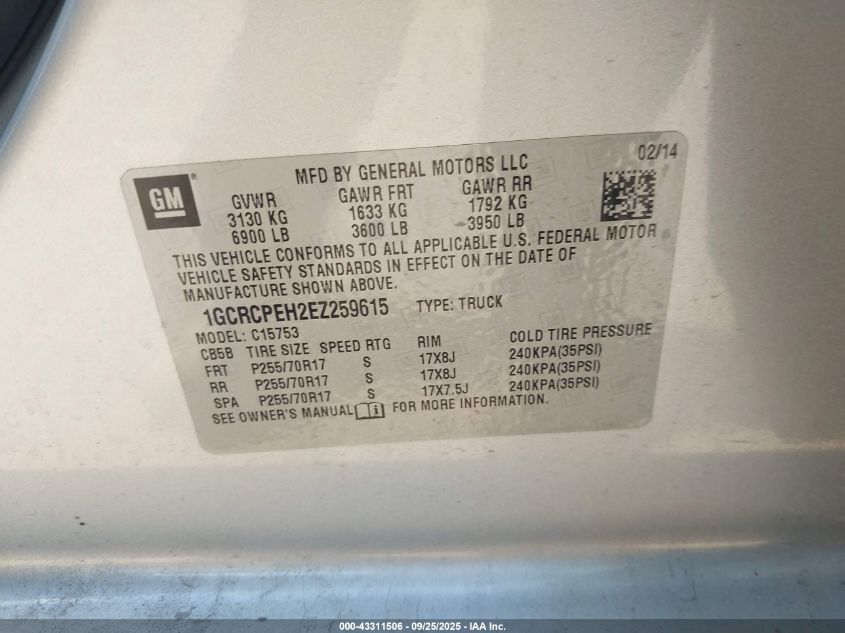 GM®
MFD BY GENERAL MOTORS LLC 02/14
GVWR GAWR FRT GAWR RR
3130 KG 1633 KG 1792 KG
6900 LB 3600 LB 3950 LB
THIS VEHICLE CONFORMS TO ALL APPLICABLE U.S. FEDERAL MOTOR
VEHICLE SAFETY STANDARDS IN EFFECT ON THE DATE OF
MANUFACTURE SHOWN ABOVE.
1GCRCPEH2EZ259615 TYPE: TRUCK
MODEL: C15753
CB5B TIRE SIZE SPEED RTG RIM COLD TIRE PRESSURE
FRT P255/70R17 S 17X8J 240KPA(35PSI)
RR P255/70R17 S 17X8J 240KPA(35PSI)
SPA P255/70R17 S 17X7.5J 240KPA(35PSI)
SEE OWNER'S MANUAL FOR MORE INFORMATION.
000-43311506 - 09/25/2025 - IAA Inc.